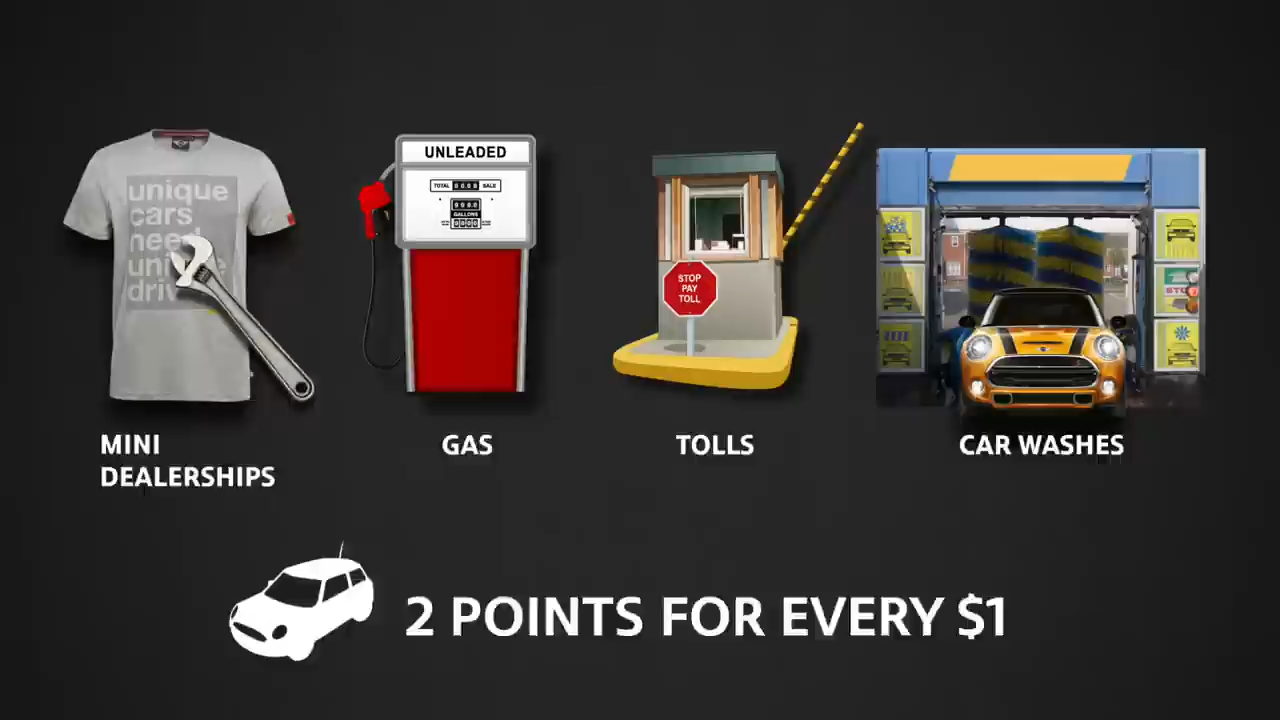 unique
cars
need
UNLEADED
TOTAL
SALE
GALLONS
STOP
PAY
TOLL
MINI
DEALERSHIPS
GAS
TOLLS
CAR WASHES
2 POINTS FOR EVERY $1